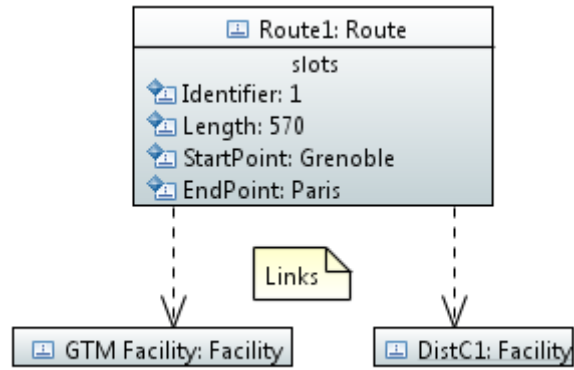 Route1: Route
slots
Identifier: 1
Length: 570
StartPoint: Grenoble
EndPoint: Paris
Links
GTM Facility: Facility
DistC1: Facility